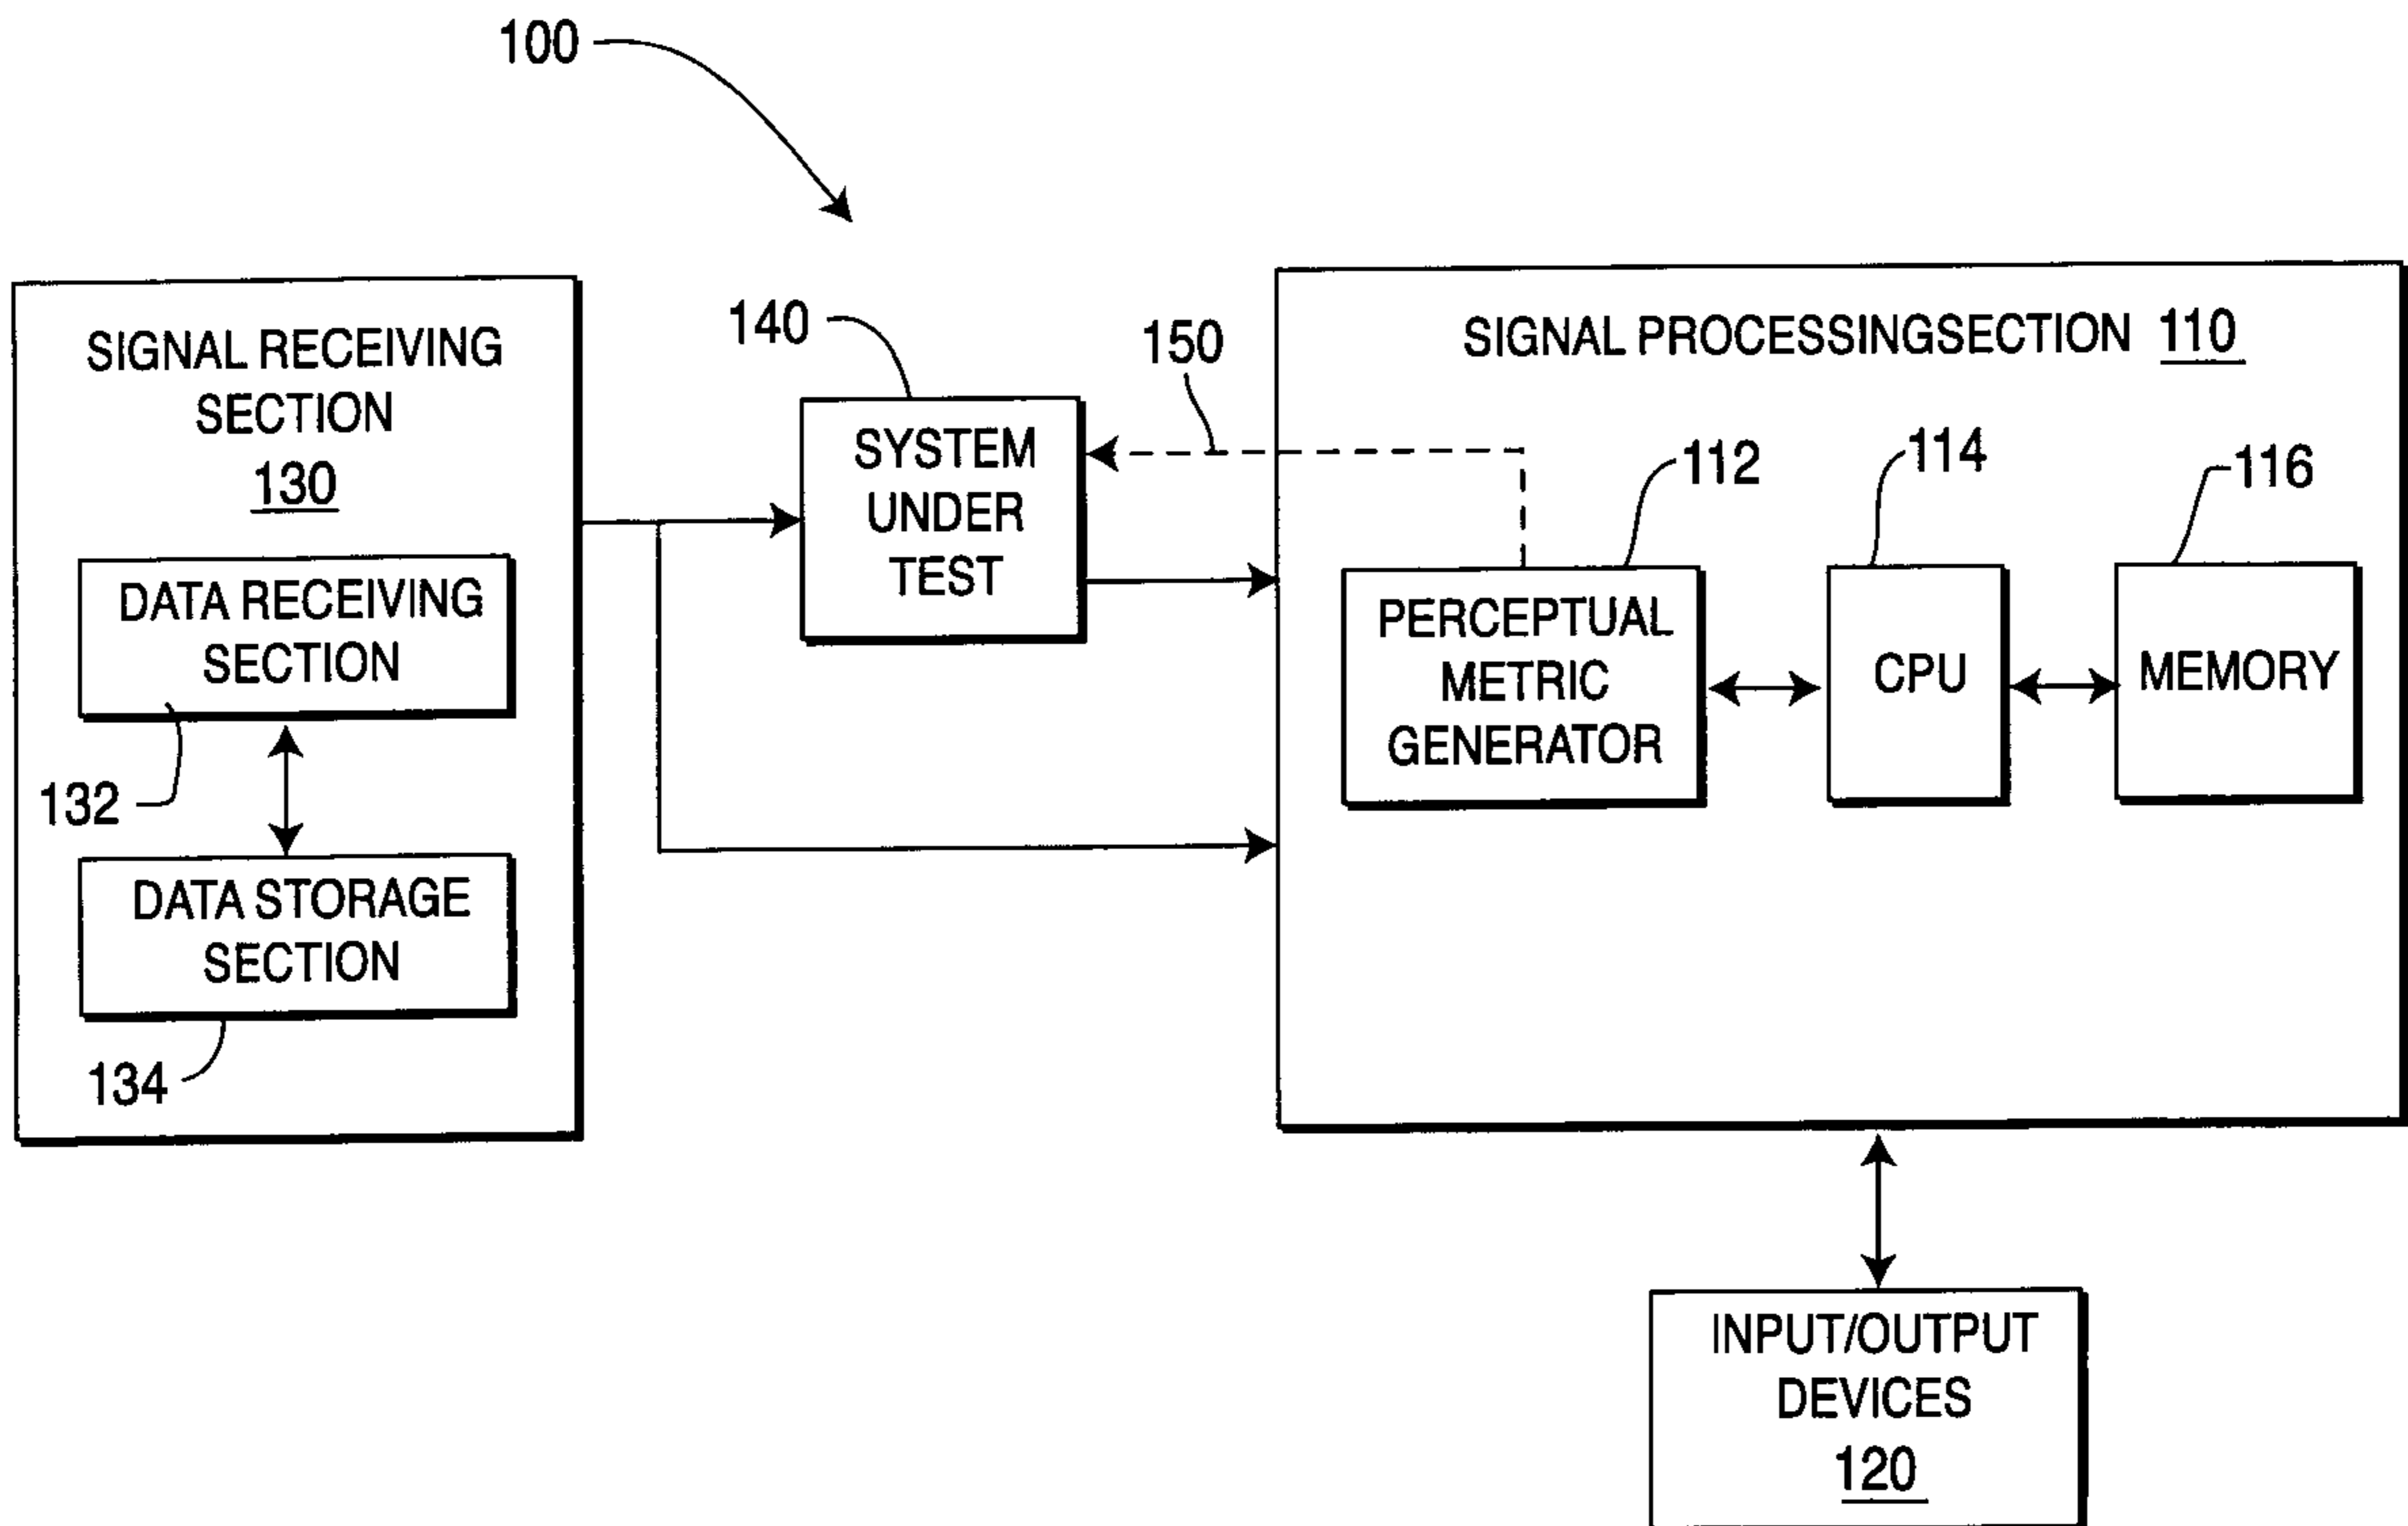 100
SIGNAL RECEIVING
SECTION
130
DATA RECEIVING
SECTION
132
DATA STORAGE
SECTION
134
140
SYSTEM
UNDER
TEST
150
SIGNAL PROCESSINGSECTION 110
112
PERCEPTUAL
METRIC
GENERATOR
114
CPU
116
MEMORY
INPUT/OUTPUT
DEVICES
120